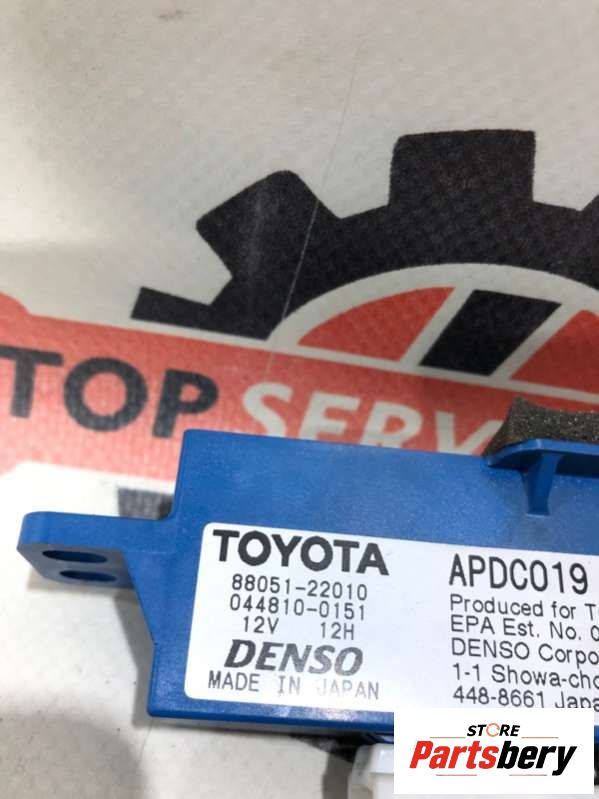 TOP SERV
TOYOTA
88051-22010
044810-0151
12V 12H
DENSO
MADE IN JAPAN
APDC019
Produced for T
EPA Est. No. 0
DENSO Corpo
1-1 Showa-cho
448-8661 Japa
STORE
Partsbery